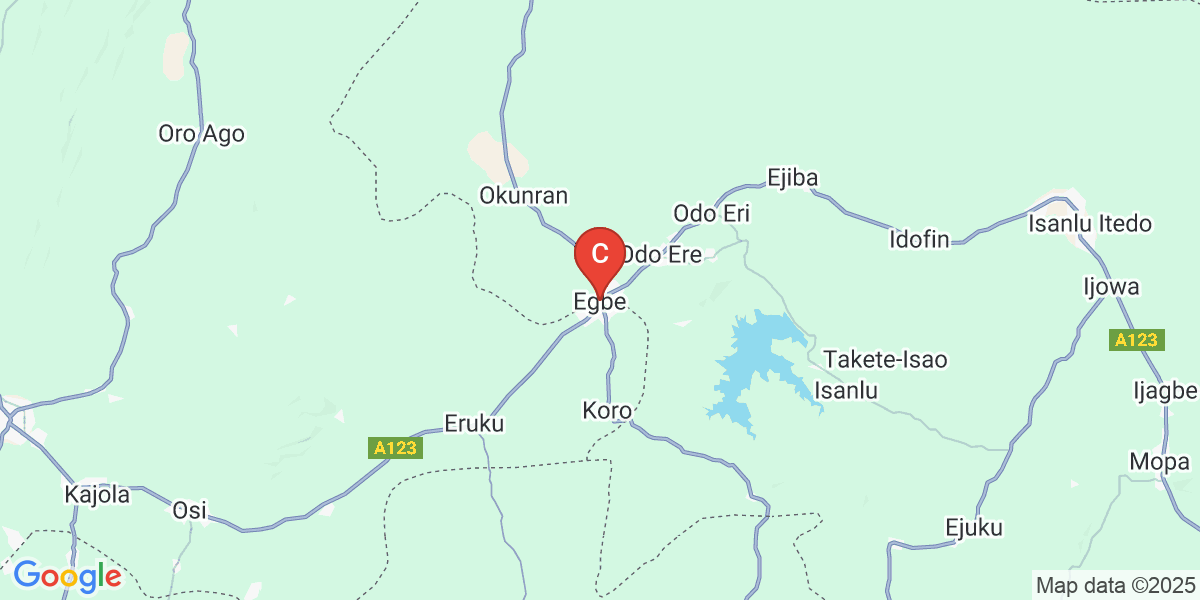 Oro Ago
Ejiba
Okunran
Odo Eri
Isanlu Itedo
Idofin
C
Odo Ere
Ijowa
Egbe
A123
Takete-Isao
Isanlu
Ijagbe
Koro
Eruku
A123
Mopa
Kajola
Osi
Ejuku
Google
Map data ©2025